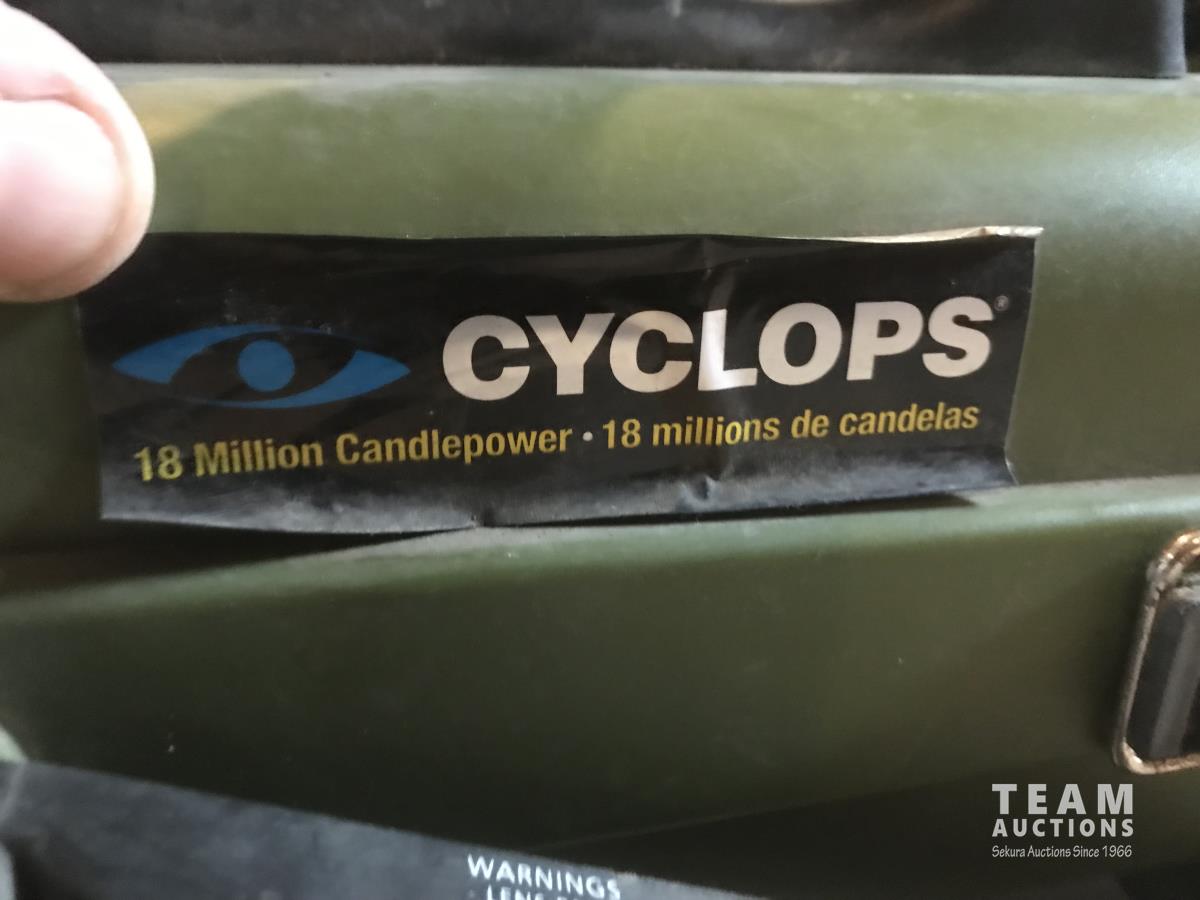 CYCLOPS®
18 Million Candlepower • 18 millions de candelas
WARNINGS
TEAM
AUCTIONS
Sekura Auctions Since 1966